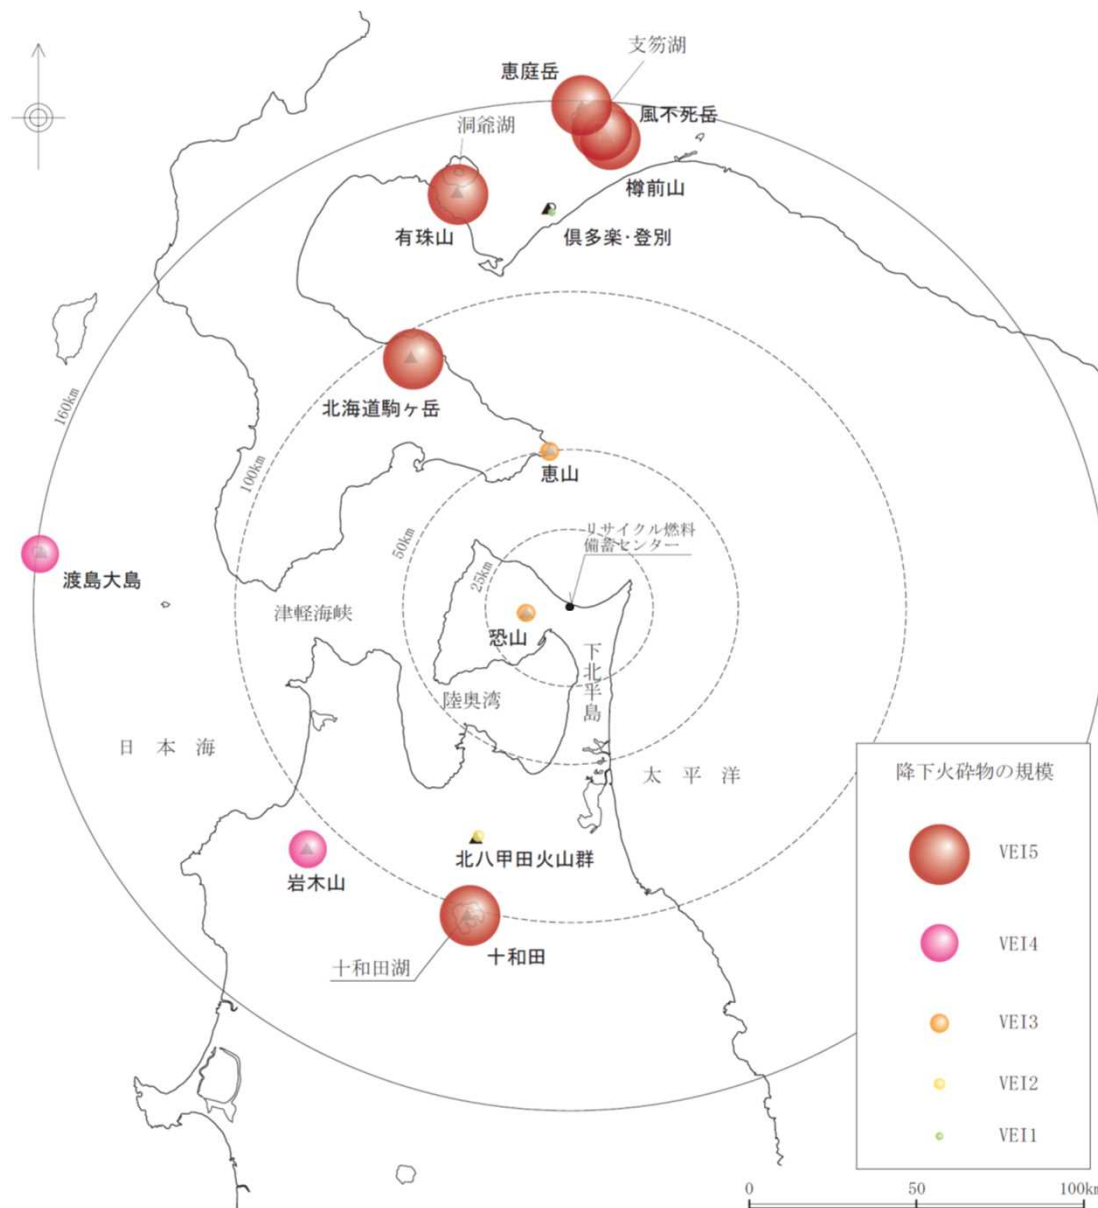 支笏湖
恵庭岳
風不死岳
洞爺湖
樽前山
有珠山
倶多楽・登別
160km
北海道駒ヶ岳
100km
恵山
50km
リサイクル燃料
備蓄センター
25km
渡島大島
津軽海峡
恐山
下北半島
陸奥湾
日本海
太平洋
降下火砕物の規模
VEI5
北八甲田火山群
岩木山
VEI4
十和田
十和田湖
VEI3
VEI2
VEI1
0 50 100km